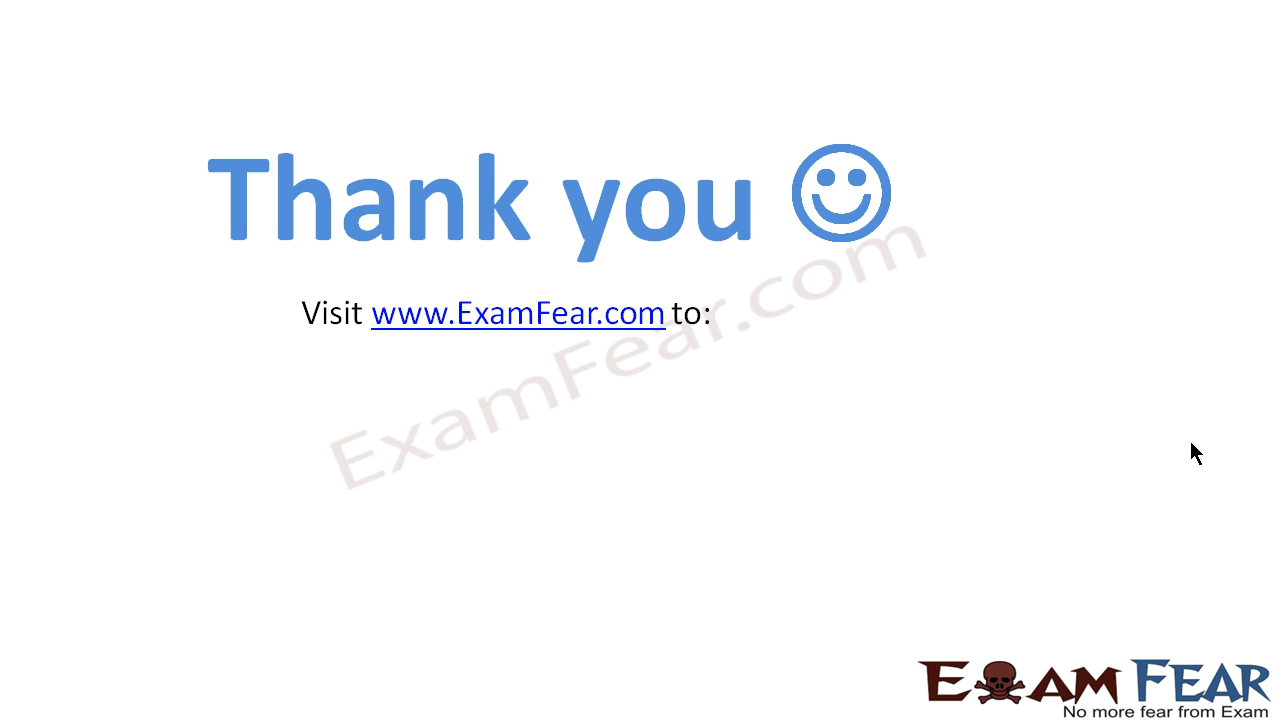 Thank you ☺
Visit www.ExamFear.com to:
ExamFear.com
EXAM FEAR
No more fear from Exam